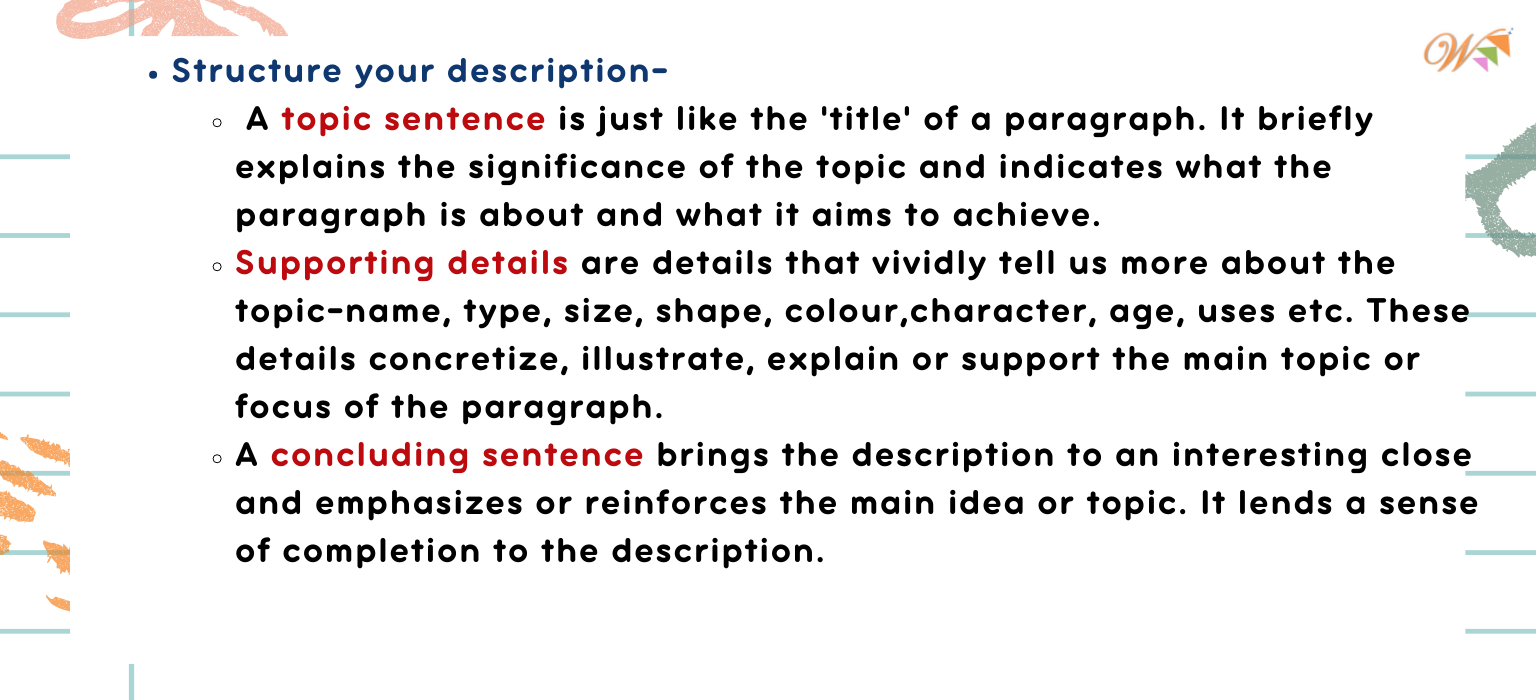 • Structure your description-
◦ A topic sentence is just like the 'title' of a paragraph. It briefly
explains the significance of the topic and indicates what the
paragraph is about and what it aims to achieve.
◦ Supporting details are details that vividly tell us more about the
topic-name, type, size, shape, colour,character, age, uses etc. These
details concretize, illustrate, explain or support the main topic or
focus of the paragraph.
◦ A concluding sentence brings the description to an interesting close
and emphasizes or reinforces the main idea or topic. It lends a sense
of completion to the description.